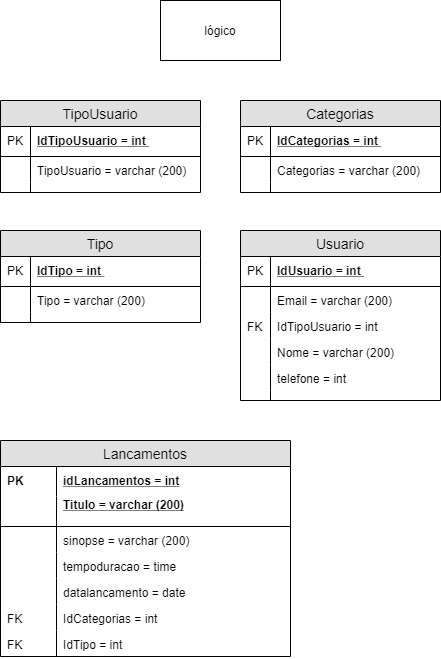 lógico
TipoUsuario
PK IdTipoUsuario = int
TipoUsuario = varchar (200)
Categorias
PK IdCategorias = int
Categorias = varchar (200)
Tipo
PK IdTipo = int
Tipo = varchar (200)
Usuario
PK IdUsuario = int
Email = varchar (200)
FK IdTipoUsuario = int
Nome = varchar (200)
telefone = int
Lancamentos
PK idLancamentos = int
Titulo = varchar (200)
sinopse = varchar (200)
tempoduracao = time
datalancamento = date
FK IdCategorias = int
FK IdTipo = int